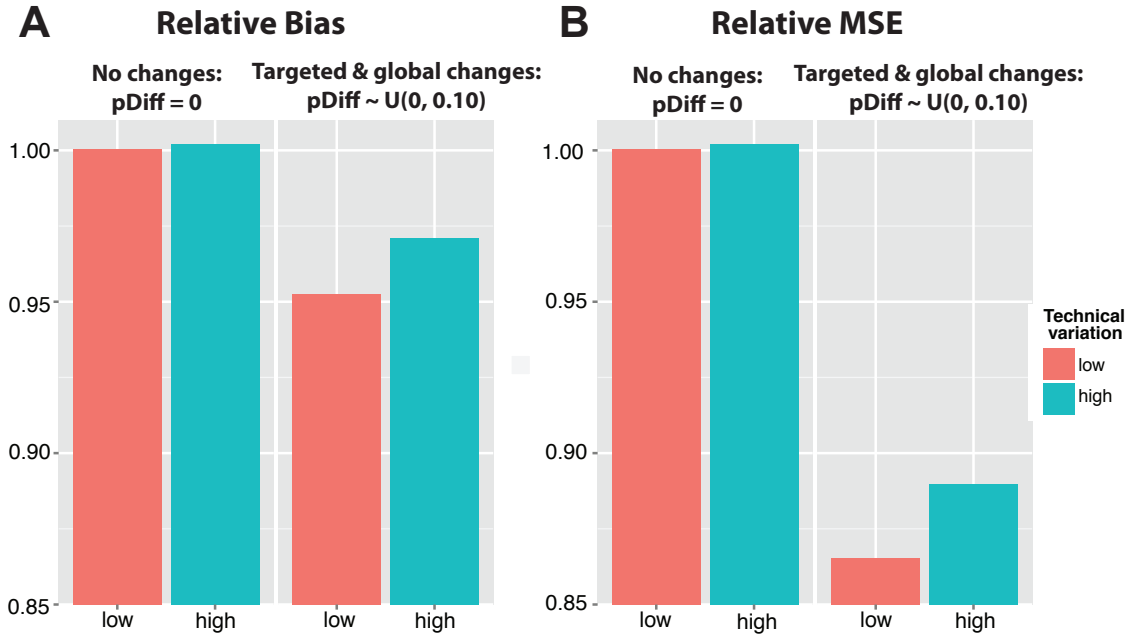 A
Relative Bias
No changes:
pDiff = 0
Targeted & global changes:
pDiff ~ U(0, 0.10)
1.00
0.95
0.90
0.85
low
high
low
high
B
Relative MSE
No changes:
pDiff = 0
Targeted & global changes:
pDiff ~ U(0, 0.10)
1.00
0.95
0.90
0.85
low
high
low
high
Technical
variation
low
high